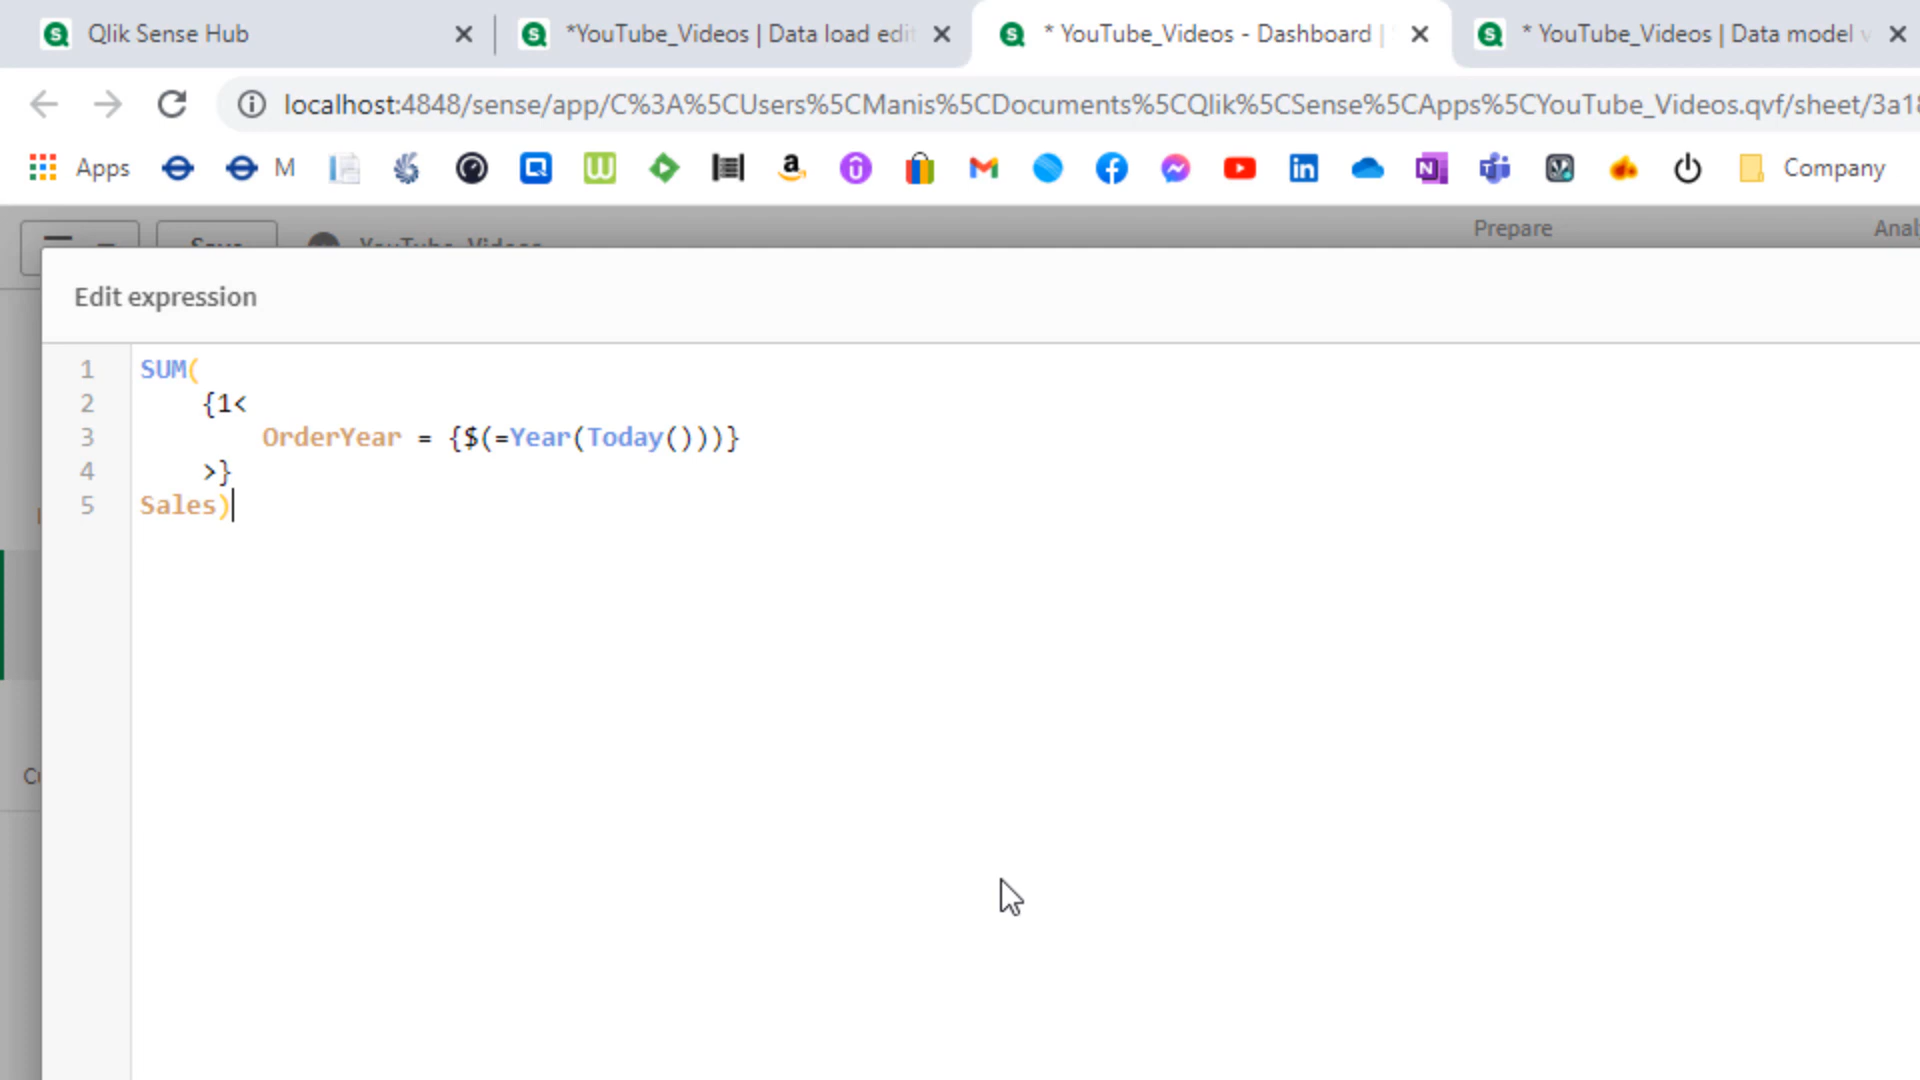 Qlik Sense Hub
*YouTube_Videos | Data load edi
* YouTube_Videos - Dashboard |
* YouTube_Videos | Data model v
localhost:4848/sense/app/C%3A%5CUsers%5CManis%5CDocuments%5CQlik%5CSense%5CApps%5CYouTube_Videos.qvf/sheet/3a18
Apps
M
Company
Save
YouTube_Videos
Prepare
Anal
Edit expression
1 SUM(
2 {1<
3 OrderYear = {$(=Year(Today()))}
4 >}
5 Sales)